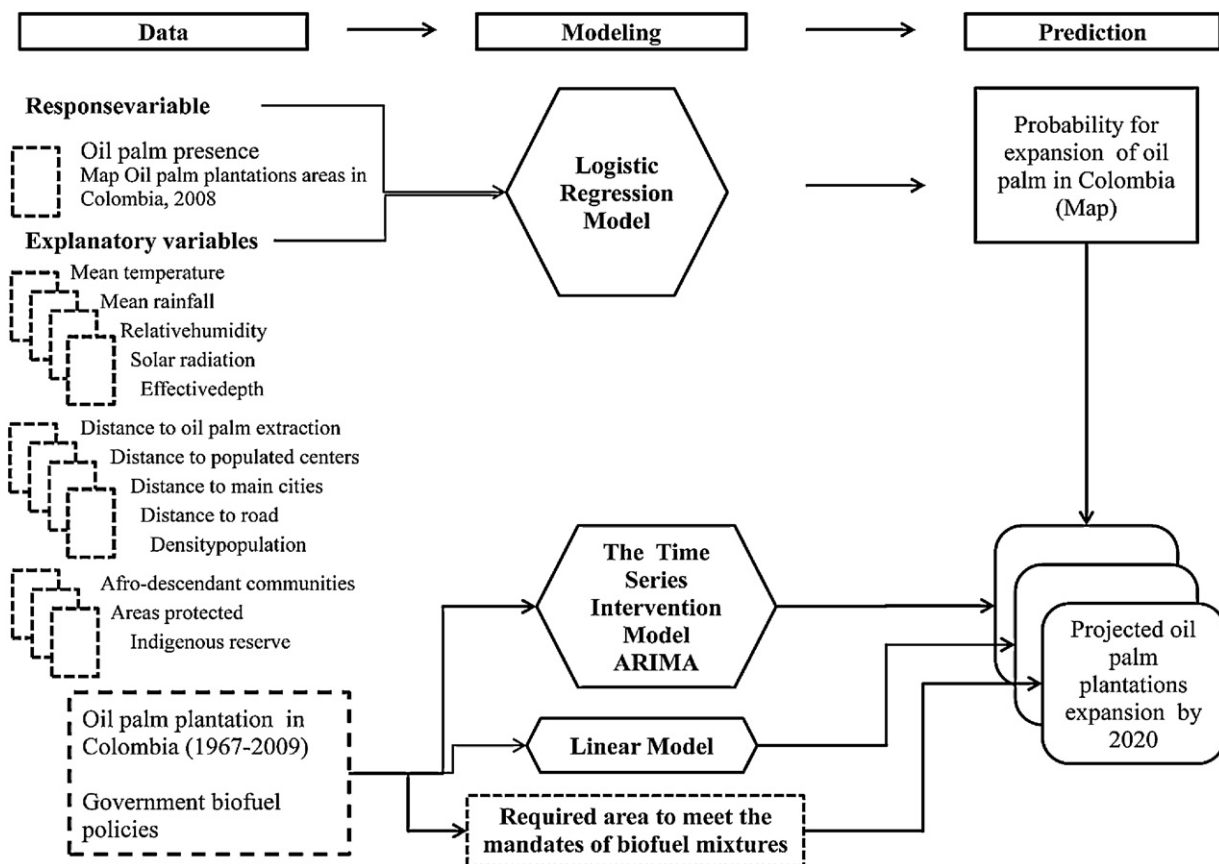 Data
Modeling
Prediction
Responsevariable
Oil palm presence
Map Oil palm plantations areas in
Colombia, 2008
Explanatory variables
Mean temperature
Mean rainfall
Relativehumidity
Solar radiation
Effectivedepth
Distance to oil palm extraction
Distance to populated centers
Distance to main cities
Distance to road
Densitypopulation
Afro-descendant communities
Areas protected
Indigenous reserve
Oil palm plantation in
Colombia (1967-2009)
Government biofuel
policies
Logistic
Regression
Model
The Time
Series
Intervention
Model
ARIMA
Linear Model
Required area to meet the
mandates of biofuel mixtures
Probability for
expansion of oil
palm in Colombia
(Map)
Projected oil
palm
plantations
expansion by
2020